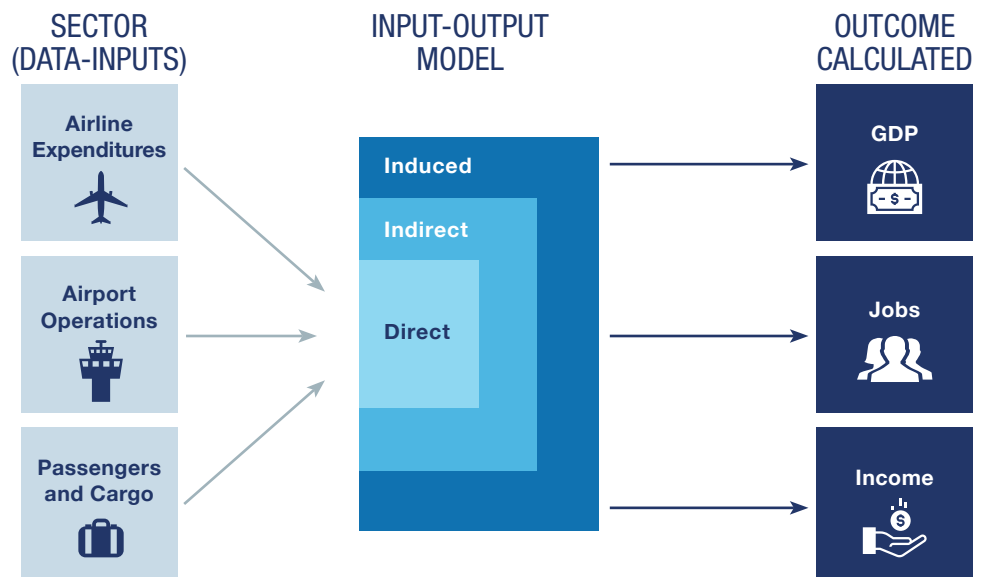 SECTOR
(DATA-INPUTS)
INPUT-OUTPUT
MODEL
OUTCOME
CALCULATED
Airline
Expenditures
Airport
Operations
Passengers
and Cargo
Induced
Indirect
Direct
GDP
$
Jobs
Income
$